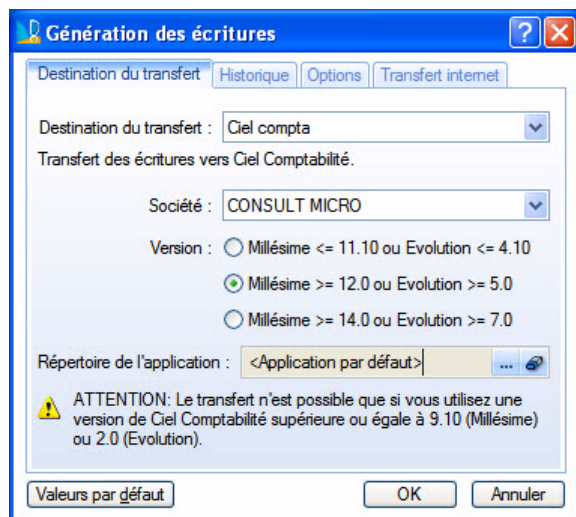 Génération des écritures
Destination du transfert Historique Options Transfert internet
Destination du transfert : Ciel compta
Transfert des écritures vers Ciel Comptabilité.
Société : CONSULT MICRO
Version : Millésime <= 11.10 ou Evolution <= 4.10
Millésime >= 12.0 ou Evolution >= 5.0
Millésime >= 14.0 ou Evolution >= 7.0
Répertoire de l'application : <Application par défaut> ...
ATTENTION: Le transfert n'est possible que si vous utilisez une
version de Ciel Comptabilité supérieure ou égale à 9.10 (Millésime)
ou 2.0 (Evolution).
Valeurs par défaut OK Annuler